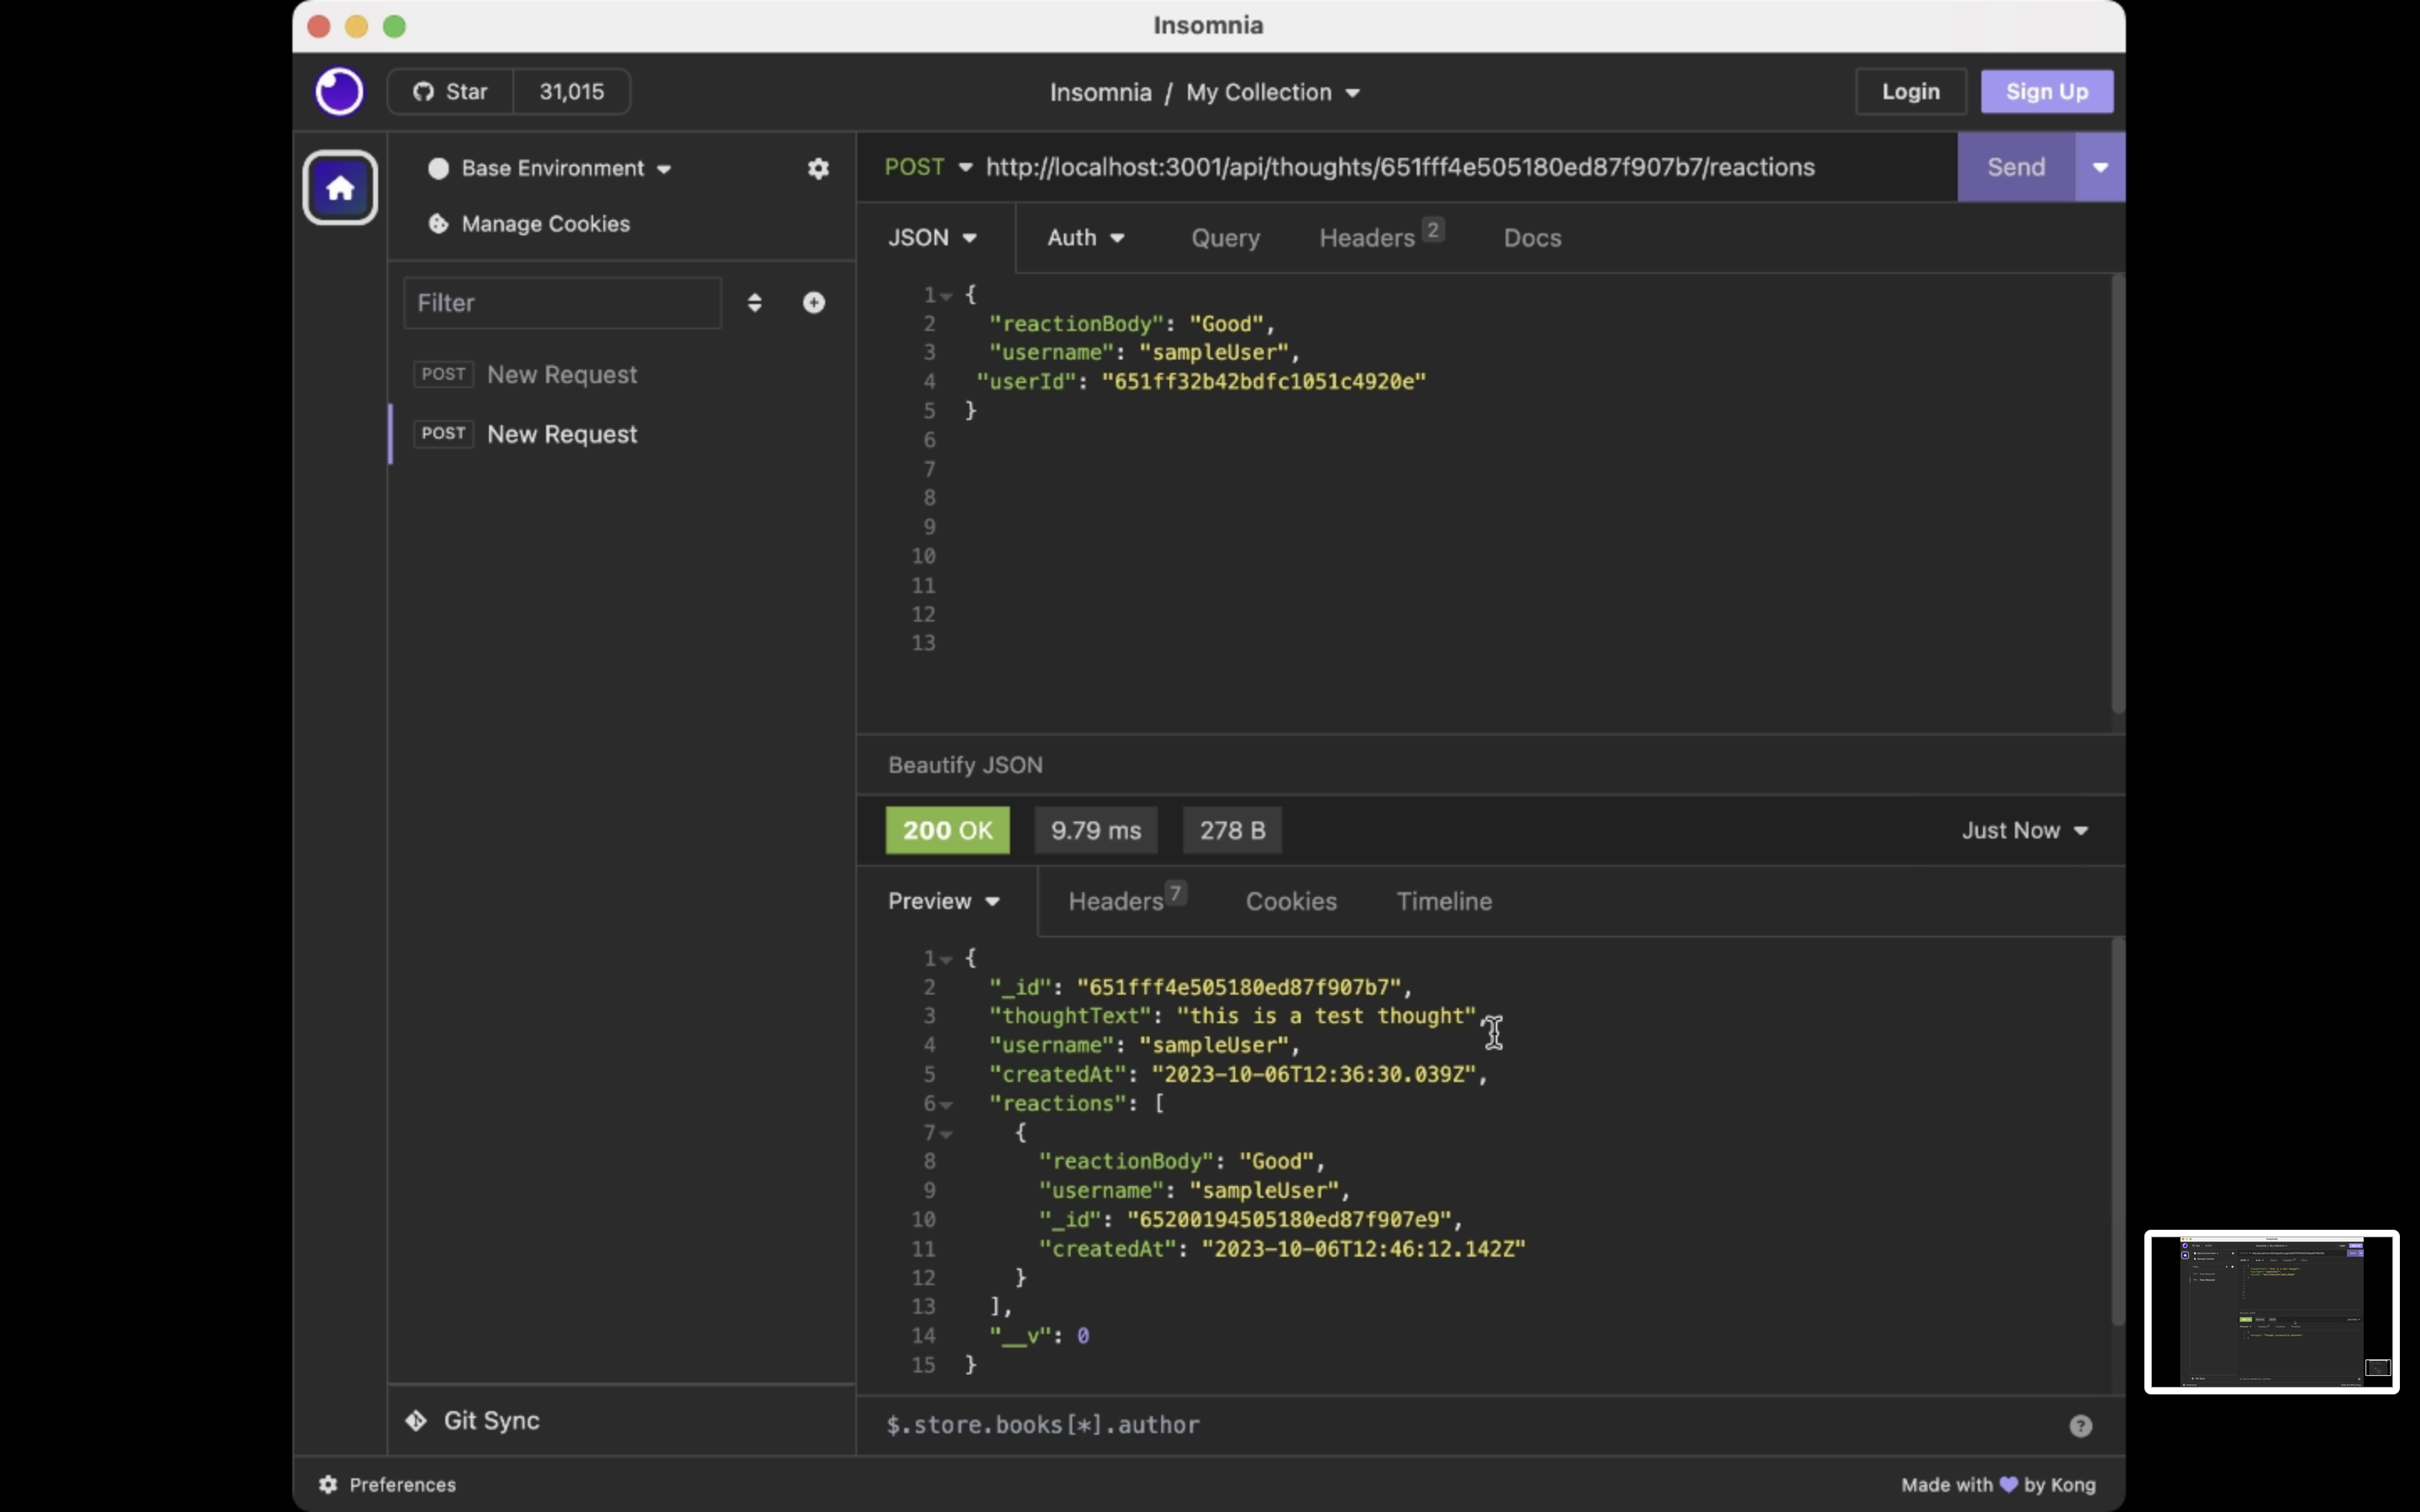 Insomnia
Star 31,015
Insomnia / My Collection
Login Sign Up
Base Environment
Manage Cookies
Filter
POST New Request
POST New Request
Git Sync
Preferences
POST http://localhost:3001/api/thoughts/651fff4e505180ed87f907b7/reactions Send
JSON Auth Query Headers 2 Docs
1 {
2 "reactionBody": "Good",
3 "username": "sampleUser",
4 "userId": "651ff32b42bdfc1051c4920e"
5 }
6
7
8
9
10
11
12
13
Beautify JSON
200 OK 9.79 ms 278 B Just Now
Preview Headers 7 Cookies Timeline
1 {
2 "_id": "651fff4e505180ed87f907b7",
3 "thoughtText": "this is a test thought",
4 "username": "sampleUser",
5 "createdAt": "2023-10-06T12:36:30.039Z",
6 "reactions": [
7 {
8 "reactionBody": "Good",
9 "username": "sampleUser",
10 "_id": "65200194505180ed87f907e9",
11 "createdAt": "2023-10-06T12:46:12.142Z"
12 }
13 ],
14 "__v": 0
15 }
$.store.books[*].author
Made with 💜 by Kong